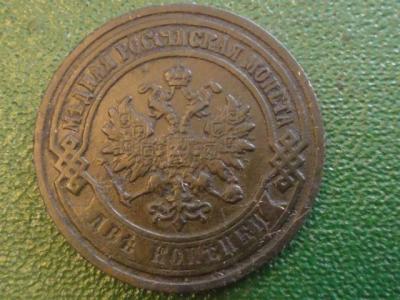 МѢДНАЯ РОССІЙСКАЯ МОНЕТА
ДВѢ КОПѢЙКИ